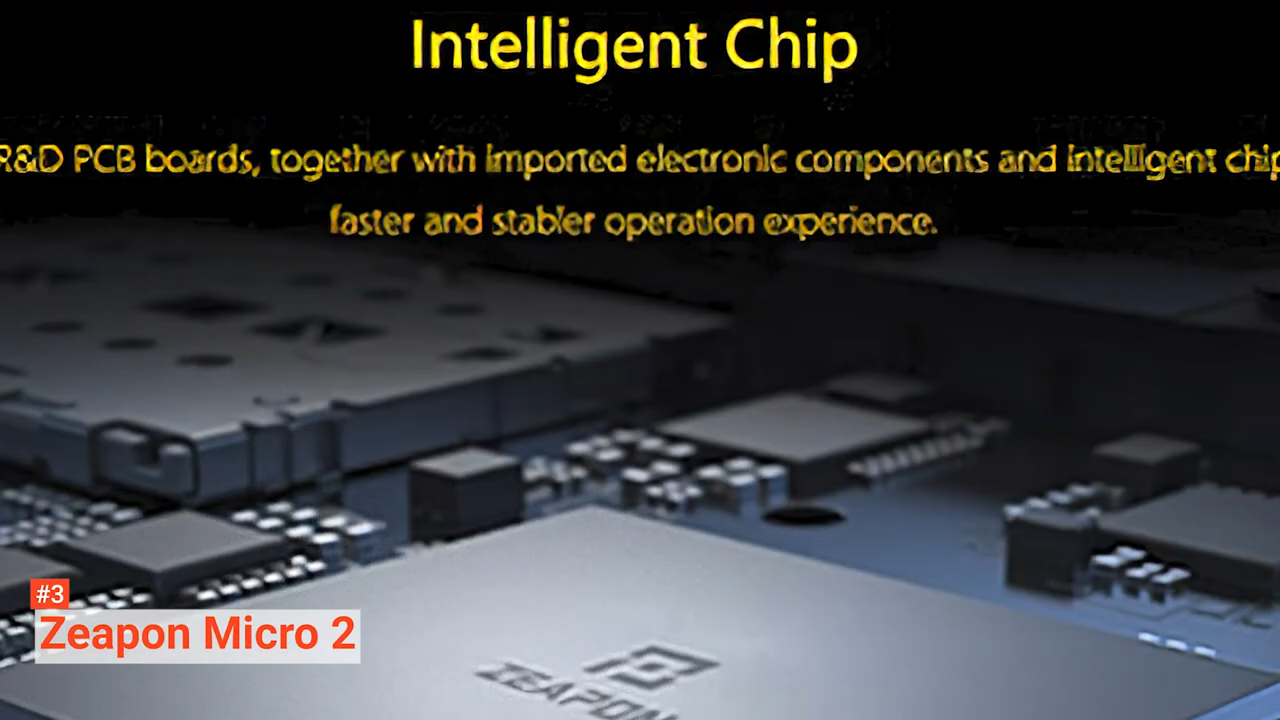 Intelligent Chip
R&D PCB boards, together with imported electronic components and intelligent chip
faster and stabler operation experience.
#3
Zeapon Micro 2
ZEAPON